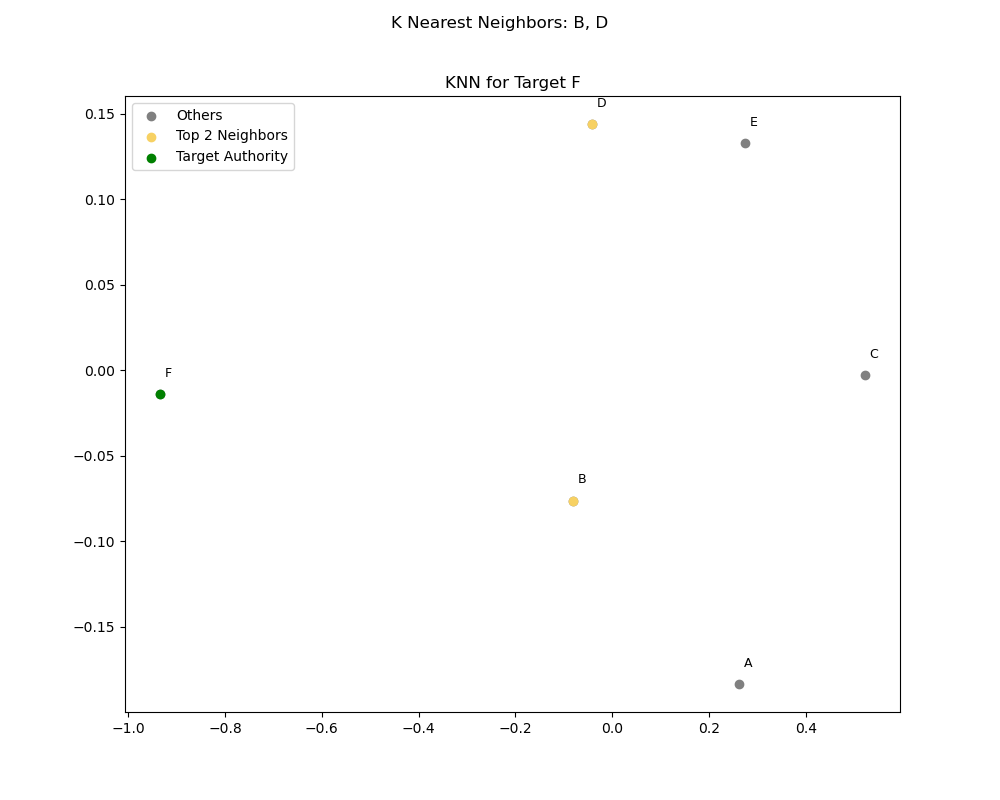 K Nearest Neighbors: B, D
KNN for Target F
Others
Top 2 Neighbors
Target Authority
D
E
F
C
B
A
0.15
0.10
0.05
0.00
−0.05
−0.10
−0.15
−1.0
−0.8
−0.6
−0.4
−0.2
0.0
0.2
0.4